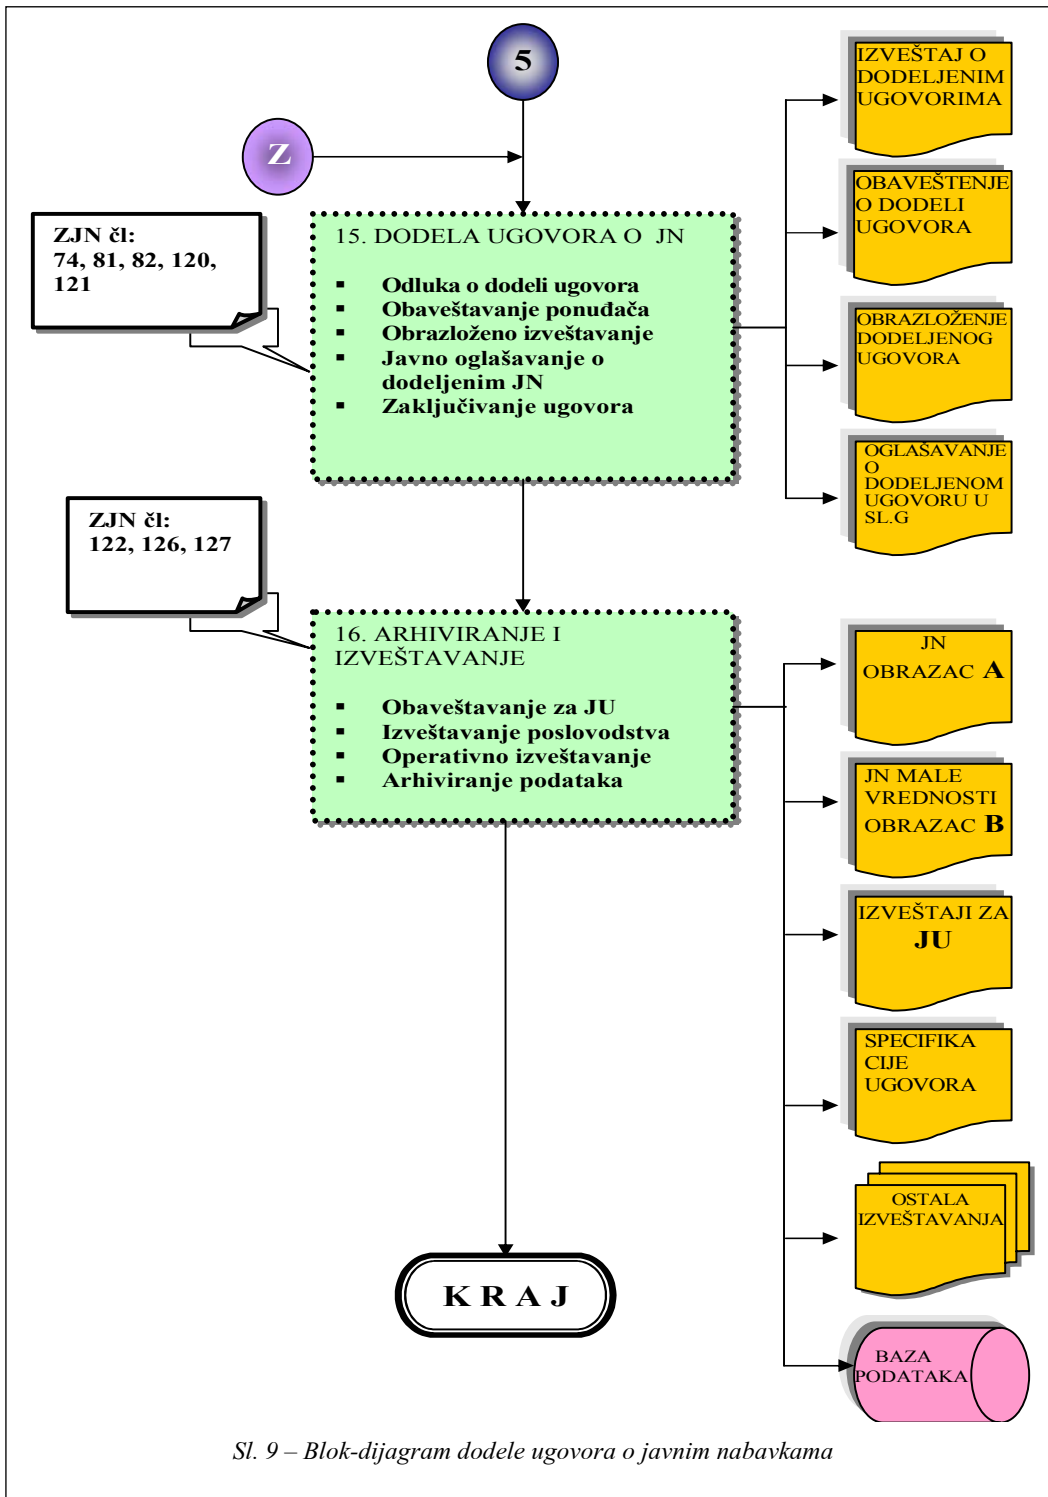 5
Z
ZJN čl:
74, 81, 82, 120,
121
15. DODELA UGOVORA O JN
▪ Odluka o dodeli ugovora
▪ Obaveštavanje ponuđača
▪ Obrazloženo izveštavanje
▪ Javno oglašavanje o
dodeljenim JN
▪ Zaključivanje ugovora
IZVEŠTAJ O
DODELJENIM
UGOVORIMA
OBAVEŠTENJE
O DODELI
UGOVORA
OBRAZLOŽENJE
DODELJENOG
UGOVORA
OGLAŠAVANJE
O
DODELJENOM
UGOVORU U
SL.G
ZJN čl:
122, 126, 127
16. ARHIVIRANJE I
IZVEŠTAVANJE
▪ Obaveštavanje za JU
▪ Izveštavanje poslovodstva
▪ Operativno izveštavanje
▪ Arhiviranje podataka
JN
OBRAZAC A
JN MALE
VREDNOSTI
OBRAZAC B
IZVEŠTAJI ZA
JU
SPECIFIKA
CIJE
UGOVORA
OSTALA
IZVEŠTAVANJA
BAZA
PODATAKA
K R A J
Sl. 9 – Blok-dijagram dodele ugovora o javnim nabavkama